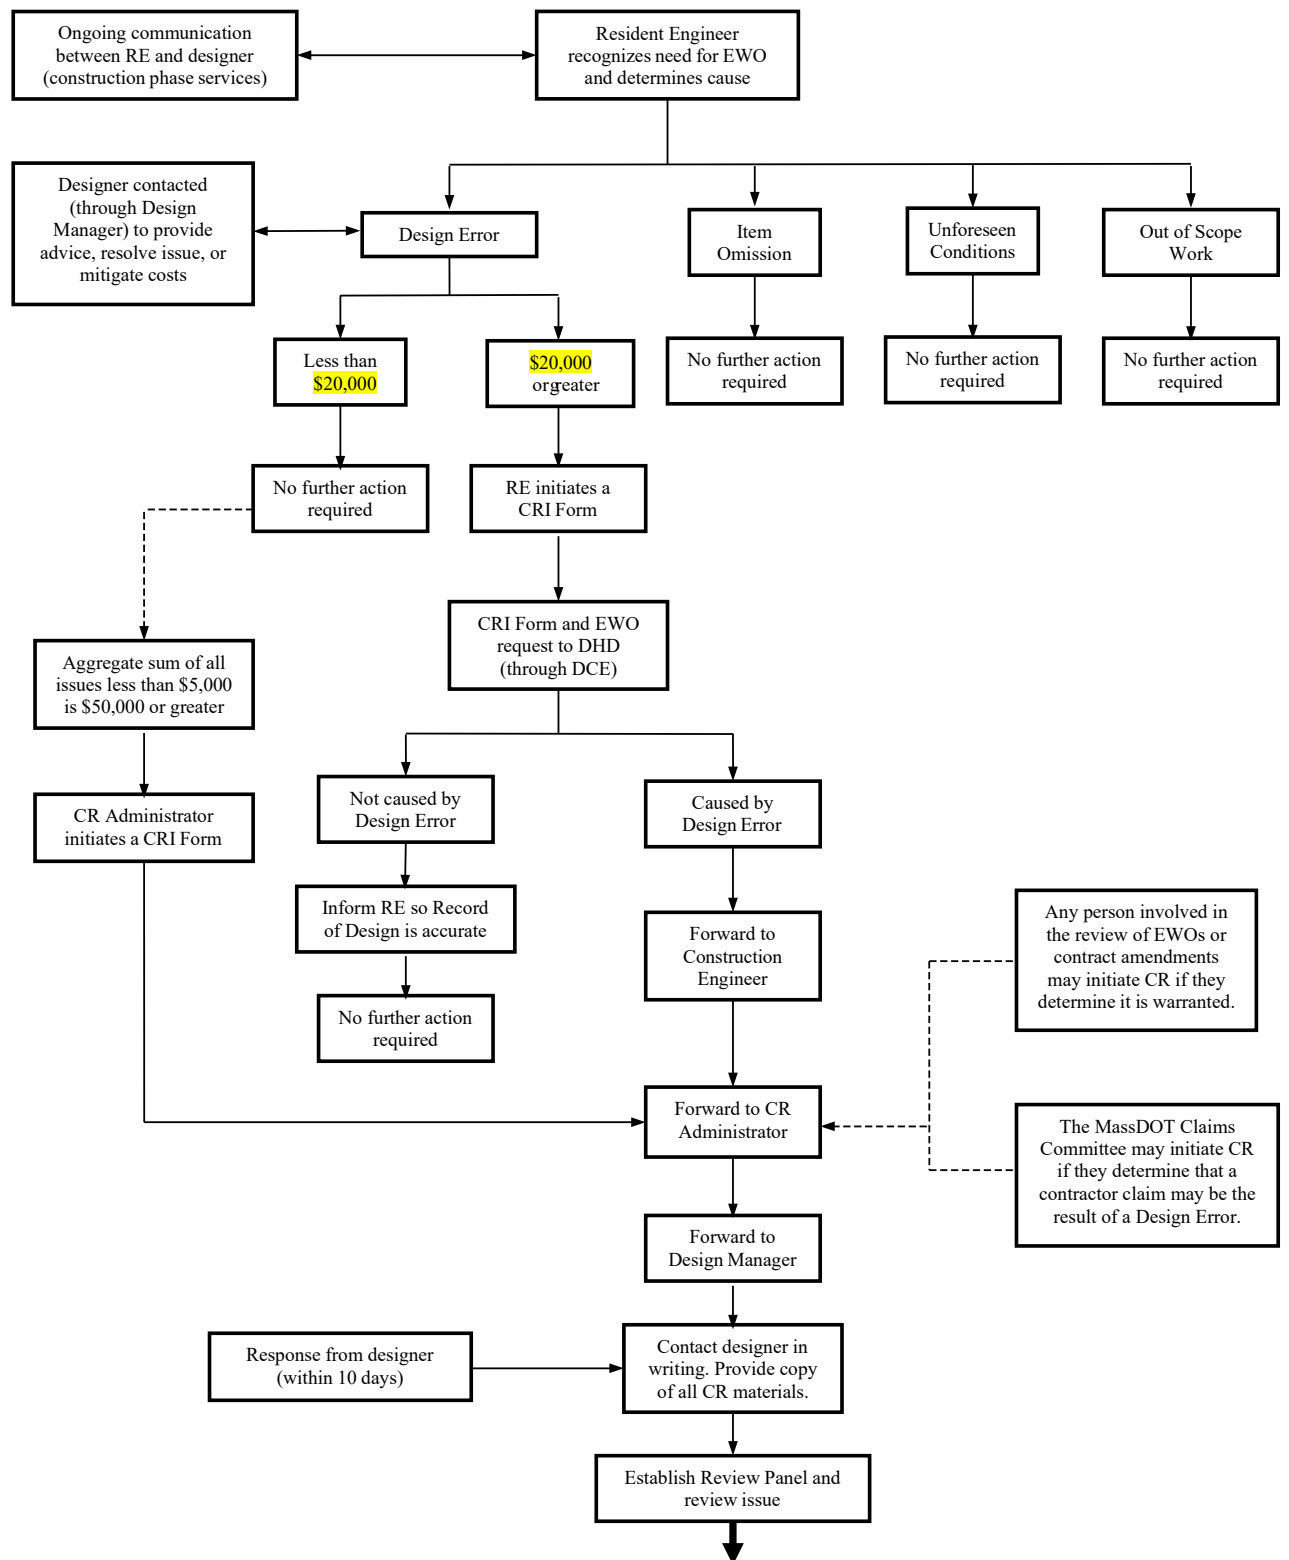 Ongoing communication
between RE and designer
(construction phase services)
Resident Engineer
recognizes need for EWO
and determines cause
Designer contacted
(through Design
Manager) to provide
advice, resolve issue, or
mitigate costs
Design Error
Item
Omission
Unforeseen
Conditions
Out of Scope
Work
Less than
$20,000
$20,000
orgreater
No further action
required
No further action
required
No further action
required
No further action
required
RE initiates a
CRI Form
CRI Form and EWO
request to DHD
(through DCE)
Aggregate sum of all
issues less than $5,000
is $50,000 or greater
Not caused by
Design Error
Caused by
Design Error
CR Administrator
initiates a CRI Form
Inform RE so Record
of Design is accurate
Forward to
Construction
Engineer
Any person involved in
the review of EWOs or
contract amendments
may initiate CR if they
determine it is warranted.
No further action
required
Forward to CR
Administrator
The MassDOT Claims
Committee may initiate CR
if they determine that a
contractor claim may be the
result of a Design Error.
Forward to
Design Manager
Response from designer
(within 10 days)
Contact designer in
writing. Provide copy
of all CR materials.
Establish Review Panel and
review issue